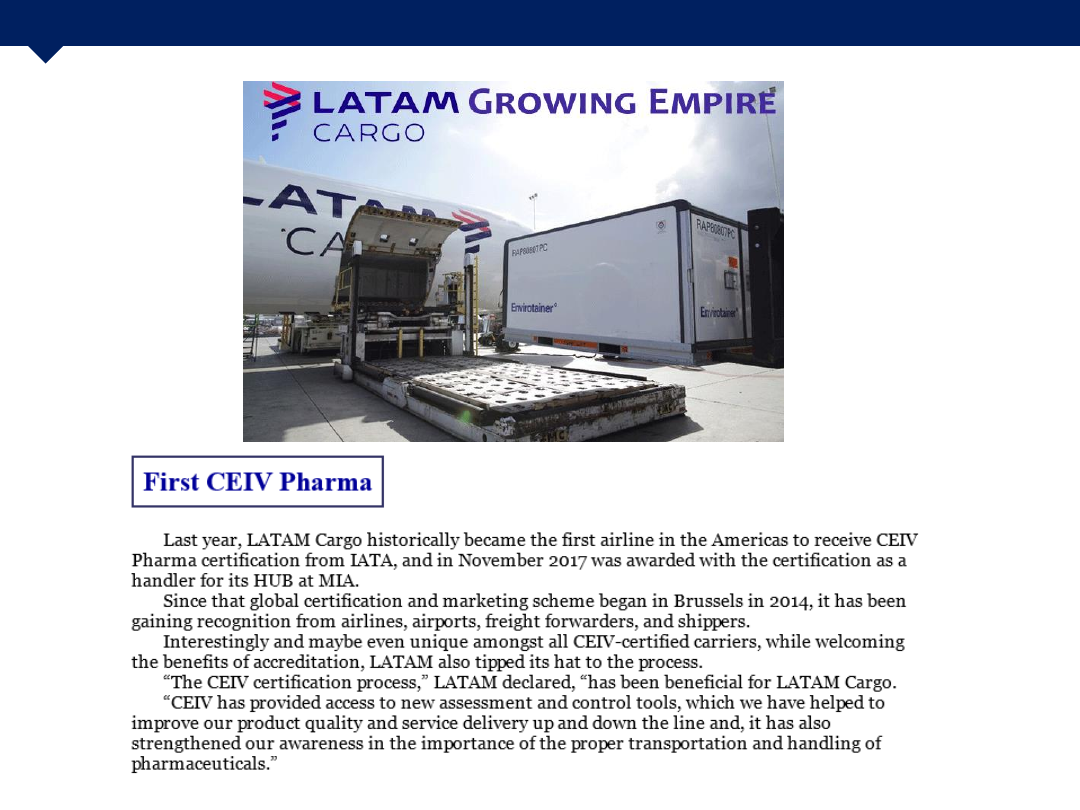 LATAM GROWING EMPIRE
CARGO
LATAM
CA
RAP80807PC
RAP80807PC
Envirotainer
Envirotainer
First CEIV Pharma
Last year, LATAM Cargo historically became the first airline in the Americas to receive CEIV
Pharma certification from IATA, and in November 2017 was awarded with the certification as a
handler for its HUB at MIA.
Since that global certification and marketing scheme began in Brussels in 2014, it has been
gaining recognition from airlines, airports, freight forwarders, and shippers.
Interestingly and maybe even unique amongst all CEIV-certified carriers, while welcoming
the benefits of accreditation, LATAM also tipped its hat to the process.
“The CEIV certification process,” LATAM declared, “has been beneficial for LATAM Cargo.
“CEIV has provided access to new assessment and control tools, which we have helped to
improve our product quality and service delivery up and down the line and, it has also
strengthened our awareness in the importance of the proper transportation and handling of
pharmaceuticals.”